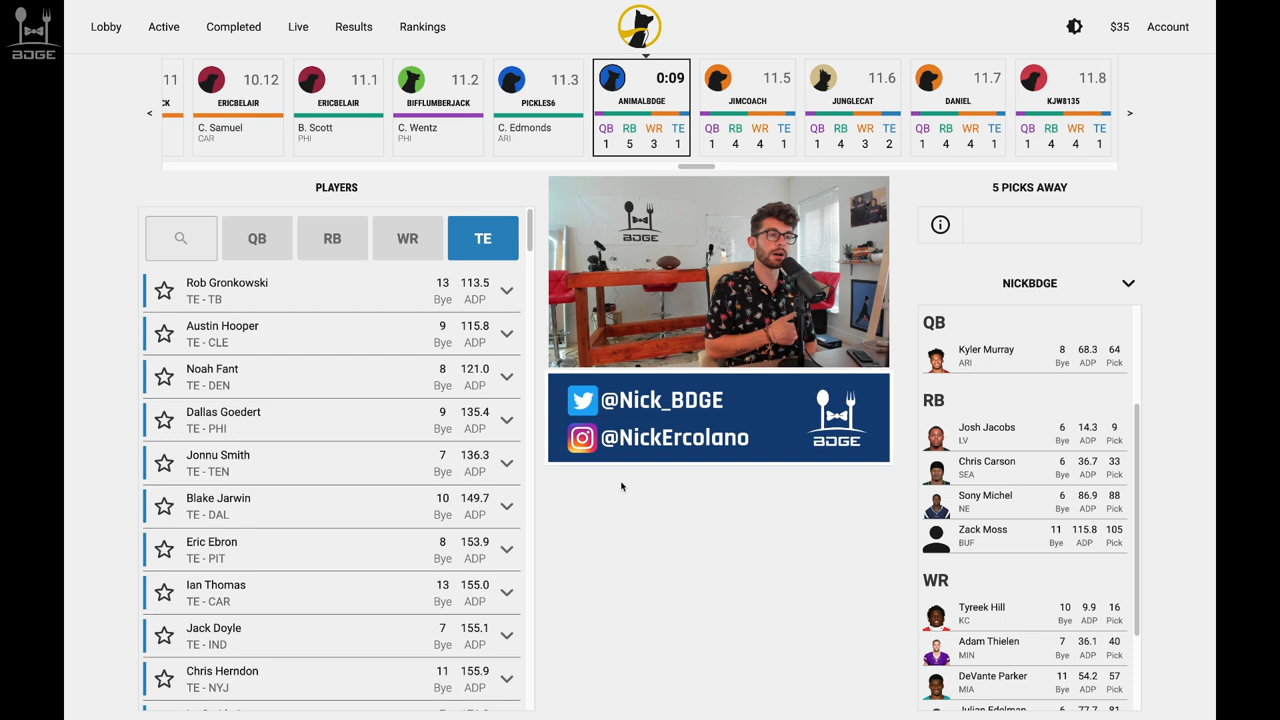 BDGE
Lobby
Active
Completed
Live
Results
Rankings
$35
Account
<
11
CK
10.12
ERICBELAIR
C. Samuel
CAR
11.1
ERICBELAIR
B. Scott
PHI
11.2
BIFFLUMBERJACK
C. Wentz
PHI
11.3
PICKLES6
C. Edmonds
ARI
0:09
ANIMALBDGE
QB RB WR TE
1 5 3 1
11.5
JIMCOACH
QB RB WR TE
1 4 4 1
11.6
JUNGLECAT
QB RB WR TE
1 4 3 2
11.7
DANIEL
QB RB WR TE
1 4 4 1
11.8
KJW8135
QB RB WR TE
1 4 4 1
>
PLAYERS
QB RB WR TE
Rob Gronkowski 13 113.5
TE - TB Bye ADP
Austin Hooper 9 115.8
TE - CLE Bye ADP
Noah Fant 8 121.0
TE - DEN Bye ADP
Dallas Goedert 9 135.4
TE - PHI Bye ADP
Jonnu Smith 7 136.3
TE - TEN Bye ADP
Blake Jarwin 10 149.7
TE - DAL Bye ADP
Eric Ebron 8 153.9
TE - PIT Bye ADP
Ian Thomas 13 155.0
TE - CAR Bye ADP
Jack Doyle 7 155.1
TE - IND Bye ADP
Chris Herndon 11 155.9
TE - NYJ Bye ADP
BDGE
@Nick_BDGE
@NickErcolano
BDGE
5 PICKS AWAY
NICKBDGE
QB
Kyler Murray 8 68.3 64
ARI Bye ADP Pick
RB
Josh Jacobs 6 14.3 9
LV Bye ADP Pick
Chris Carson 6 36.7 33
SEA Bye ADP Pick
Sony Michel 6 86.9 88
NE Bye ADP Pick
Zack Moss 11 115.8 105
BUF Bye ADP Pick
WR
Tyreek Hill 10 9.9 16
KC Bye ADP Pick
Adam Thielen 7 36.1 40
MIN Bye ADP Pick
DeVante Parker 11 54.2 57
MIA Bye ADP Pick
Julian Edelman 6 77.7 81